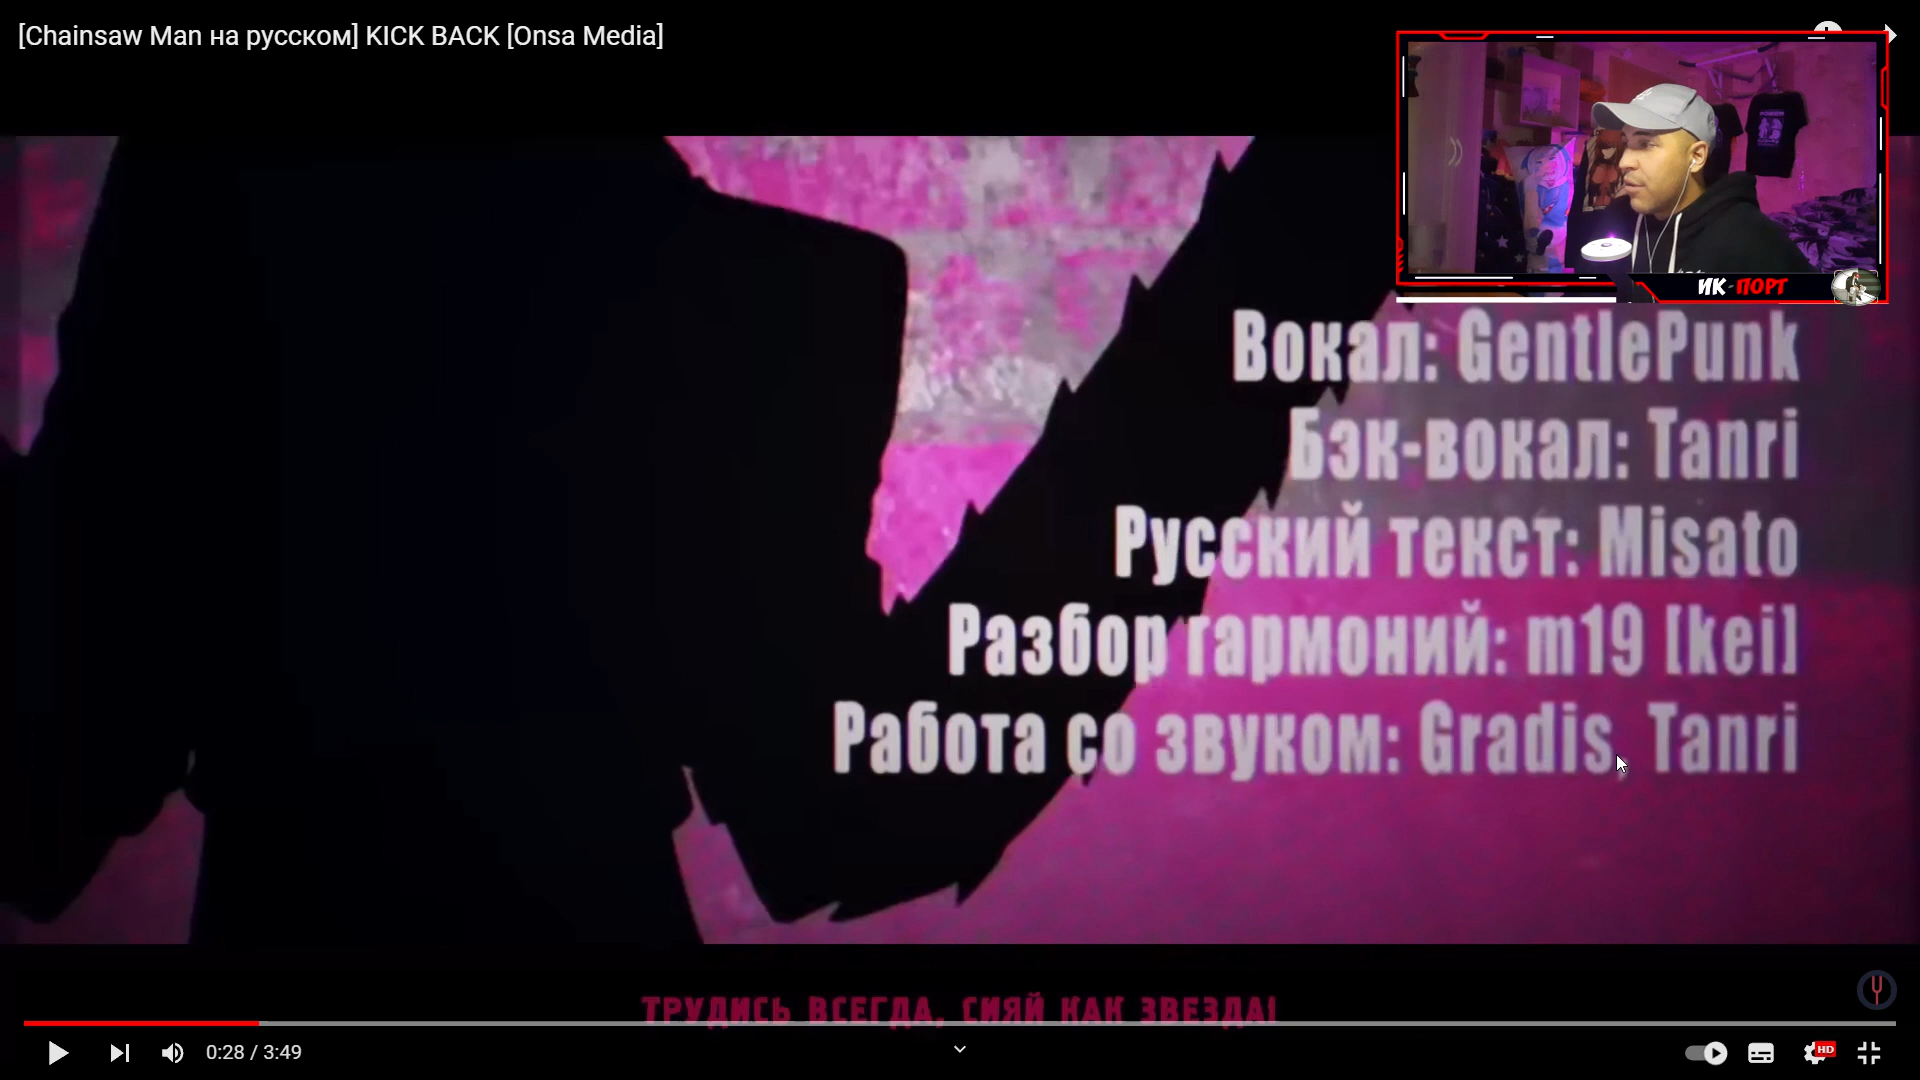 [Chainsaw Man на русском] KICK BACK [Onsa Media]
ИК-ПОРТ
Вокал: GentlePunk
Бэк-вокал: Tanri
Русский текст: Misato
Разбор гармоний: m19 [kei]
Работа со звуком: Gradis, Tanri
ТРУДИСЬ ВСЕГДА, СИЯЙ КАК ЗВЕЗДА!
0:28 / 3:49
HD